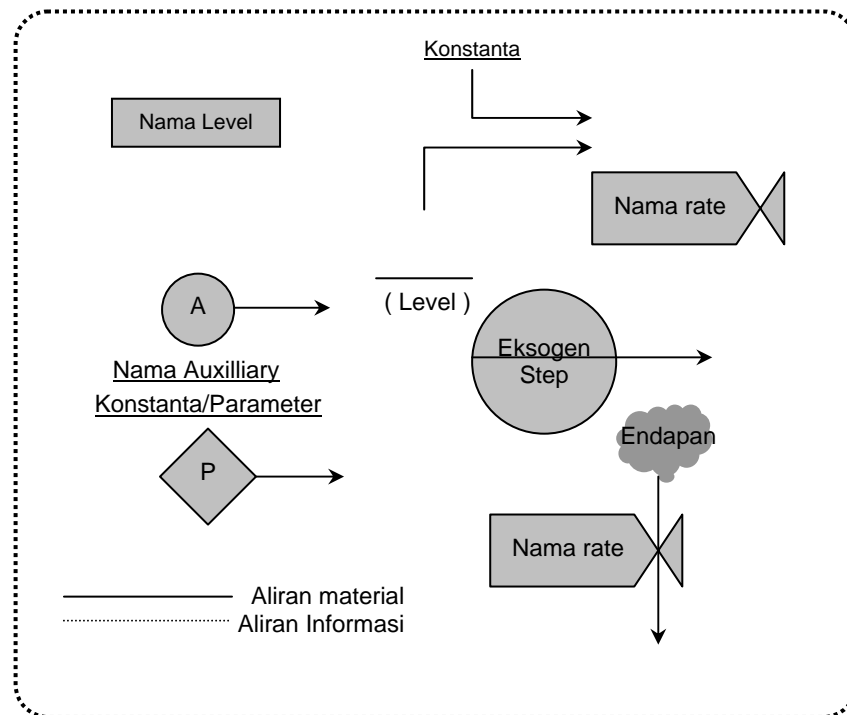 Konstanta
Nama Level
Nama rate
A
( Level )
Nama Auxilliary
Konstanta/Parameter
Eksogen
Step
P
Endapan
Nama rate
Aliran material
Aliran Informasi